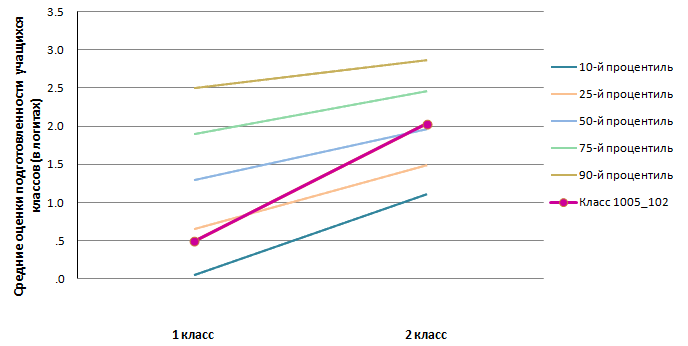 Средние оценки подготовленности учащихся
классов (в логитах)
3.5
3.0
2.5
2.0
1.5
1.0
.5
.0
1 класс
2 класс
10-й процентиль
25-й процентиль
50-й процентиль
75-й процентиль
90-й процентиль
Класс 1005_102